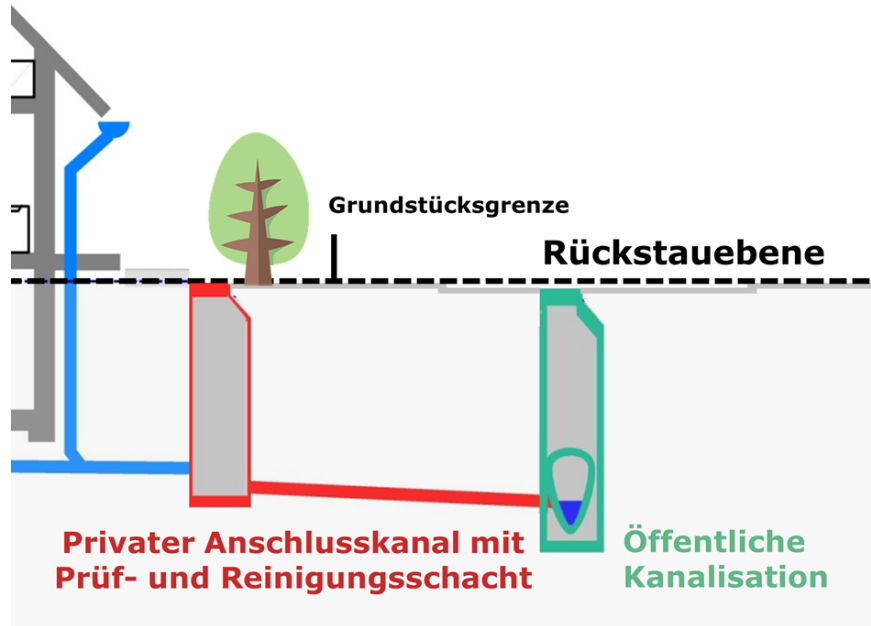 Grundstücksgrenze
Rückstauebene
Privater Anschlusskanal mit
Prüf- und Reinigungsschacht
Öffentliche
Kanalisation